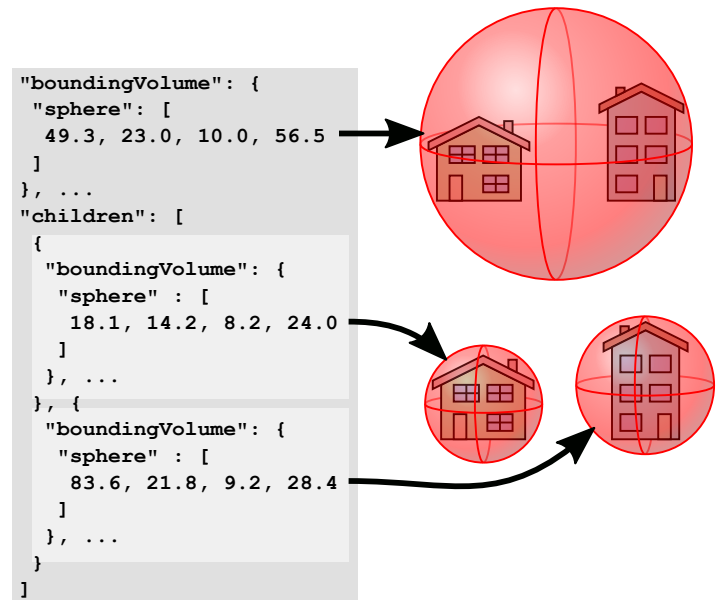 "boundingVolume": {
"sphere": [
49.3, 23.0, 10.0, 56.5
]
}, ...
"children": [
{
"boundingVolume": {
"sphere" : [
18.1, 14.2, 8.2, 24.0
]
}, ...
}, {
"boundingVolume": {
"sphere" : [
83.6, 21.8, 9.2, 28.4
]
}, ...
}
]